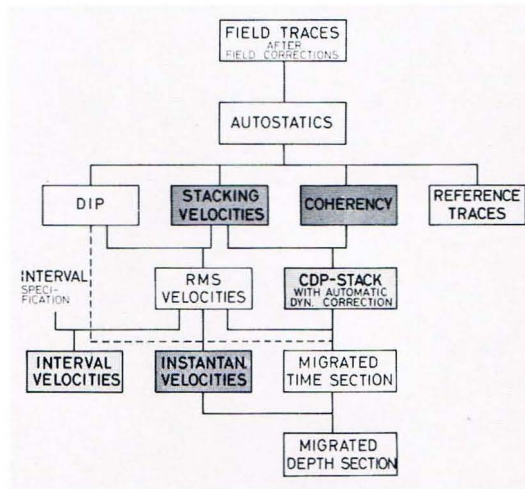 FIELD TRACES
AFTER
FIELD CORRECTIONS
AUTOSTATICS
DIP
STACKING
VELOCITIES
COHERENCY
REFERENCE
TRACES
INTERVAL
SPECI-
FICATION
RMS
VELOCITIES
CDP-STACK
WITH AUTOMATIC
DYN. CORRECTION
INTERVAL
VELOCITIES
INSTANTAN.
VELOCITIES
MIGRATED
TIME SECTION
MIGRATED
DEPTH SECTION